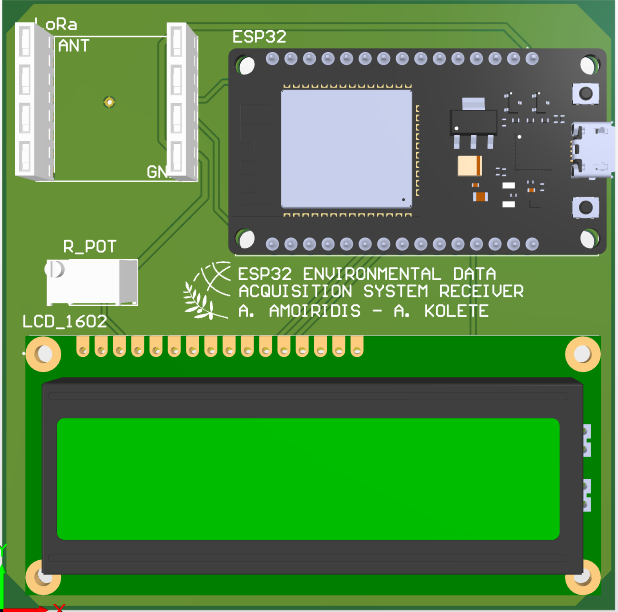 LoRa
ANT
GN
ESP32
R_POT
ESP32 ENVIRONMENTAL DATA
ACQUISITION SYSTEM RECEIVER
A. AMOIRIDIS - A. KOLETE
LCD_1602
Y
X